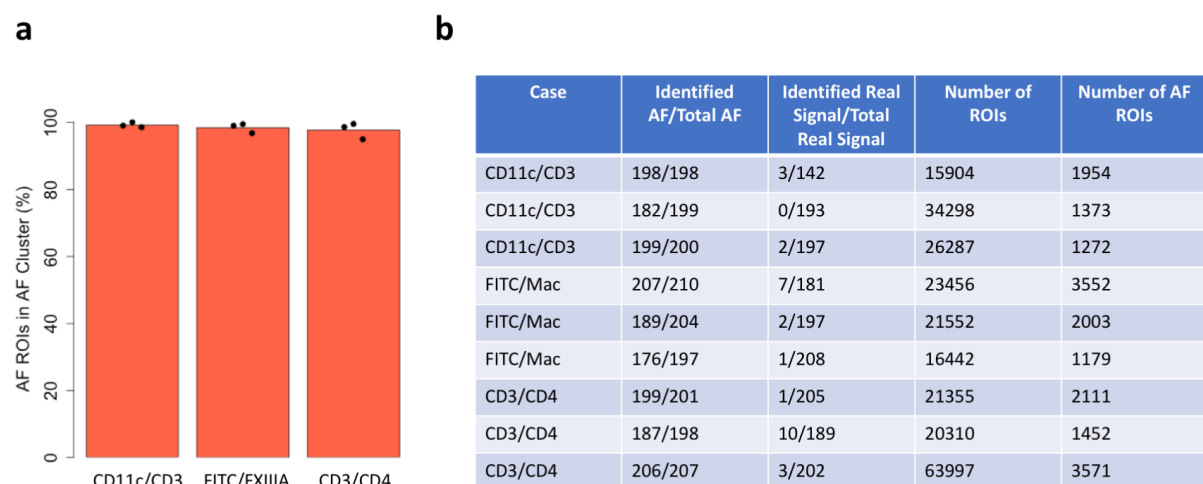 a
b
AF ROIs in AF Cluster (%)
100
80
60
40
20
0
CD11c/CD3 FITC/FXIIIA CD3/CD4
Case Identified AF/Total AF Identified Real Signal/Total Real Signal Number of ROIs Number of AF ROIs
CD11c/CD3 198/198 3/142 15904 1954
CD11c/CD3 182/199 0/193 34298 1373
CD11c/CD3 199/200 2/197 26287 1272
FITC/Mac 207/210 7/181 23456 3552
FITC/Mac 189/204 2/197 21552 2003
FITC/Mac 176/197 1/208 16442 1179
CD3/CD4 199/201 1/205 21355 2111
CD3/CD4 187/198 10/189 20310 1452
CD3/CD4 206/207 3/202 63997 3571